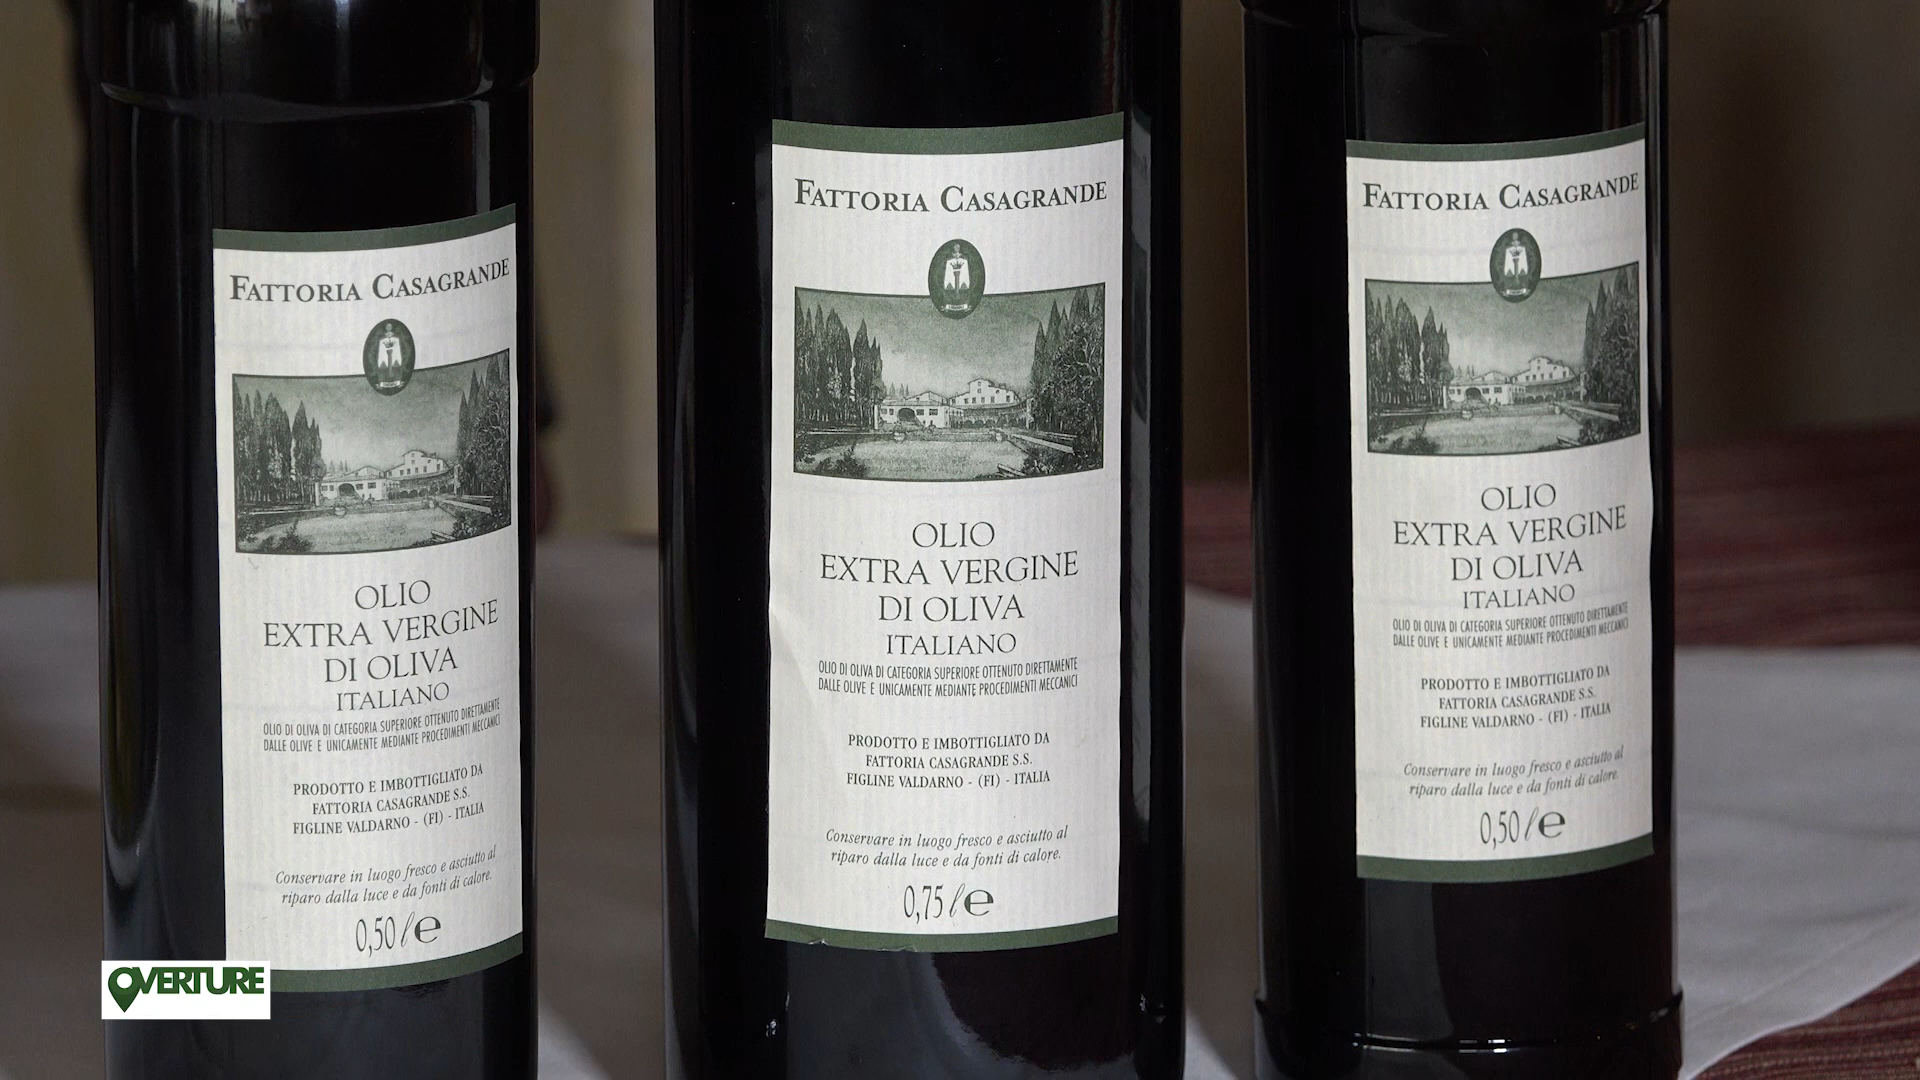 FATTORIA CASAGRANDE
OLIO
EXTRA VERGINE
DI OLIVA
ITALIANO
OLIO DI OLIVA DI CATEGORIA SUPERIORE OTTENUTO DIRETTAMENTE
DALLE OLIVE E UNICAMENTE MEDIANTE PROCEDIMENTI MECCANICI
PRODOTTO E IMBOTTIGLIATO DA
FATTORIA CASAGRANDE S.S.
FIGLINE VALDARNO - (FI) - ITALIA
Conservare in luogo fresco e asciutto al
riparo dalla luce e da fonti di calore.
0,50 l e
FATTORIA CASAGRANDE
OLIO
EXTRA VERGINE
DI OLIVA
ITALIANO
OLIO DI OLIVA DI CATEGORIA SUPERIORE OTTENUTO DIRETTAMENTE
DALLE OLIVE E UNICAMENTE MEDIANTE PROCEDIMENTI MECCANICI
PRODOTTO E IMBOTTIGLIATO DA
FATTORIA CASAGRANDE S.S.
FIGLINE VALDARNO - (FI) - ITALIA
Conservare in luogo fresco e asciutto al
riparo dalla luce e da fonti di calore.
0,75 l e
FATTORIA CASAGRANDE
OLIO
EXTRA VERGINE
DI OLIVA
ITALIANO
OLIO DI OLIVA DI CATEGORIA SUPERIORE OTTENUTO DIRETTAMENTE
DALLE OLIVE E UNICAMENTE MEDIANTE PROCEDIMENTI MECCANICI
PRODOTTO E IMBOTTIGLIATO DA
FATTORIA CASAGRANDE S.S.
FIGLINE VALDARNO - (FI) - ITALIA
Conservare in luogo fresco e asciutto al
riparo dalla luce e da fonti di calore.
0,50 l e
OVERTURE